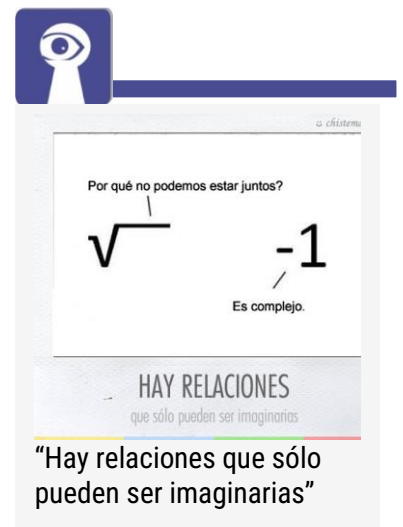 Por qué no podemos estar juntos?
√ -1
Es complejo.
HAY RELACIONES
que sólo pueden ser imaginarias
“Hay relaciones que sólo
pueden ser imaginarias”